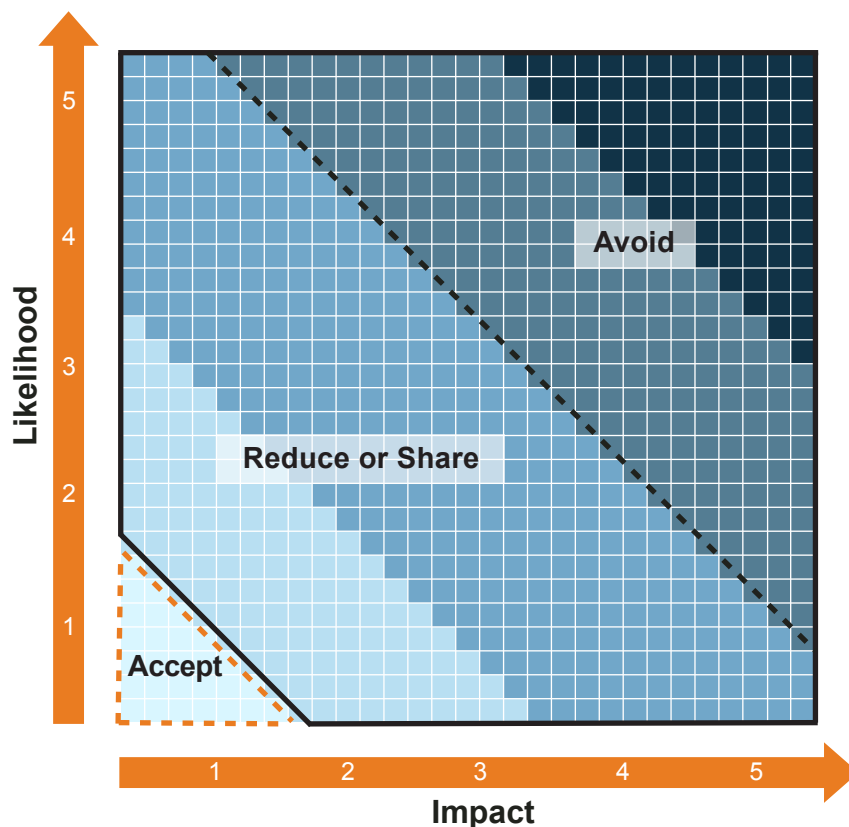 5
4
Avoid
Likelihood
3
Reduce or Share
2
1
Accept
1 2 3 4 5
Impact